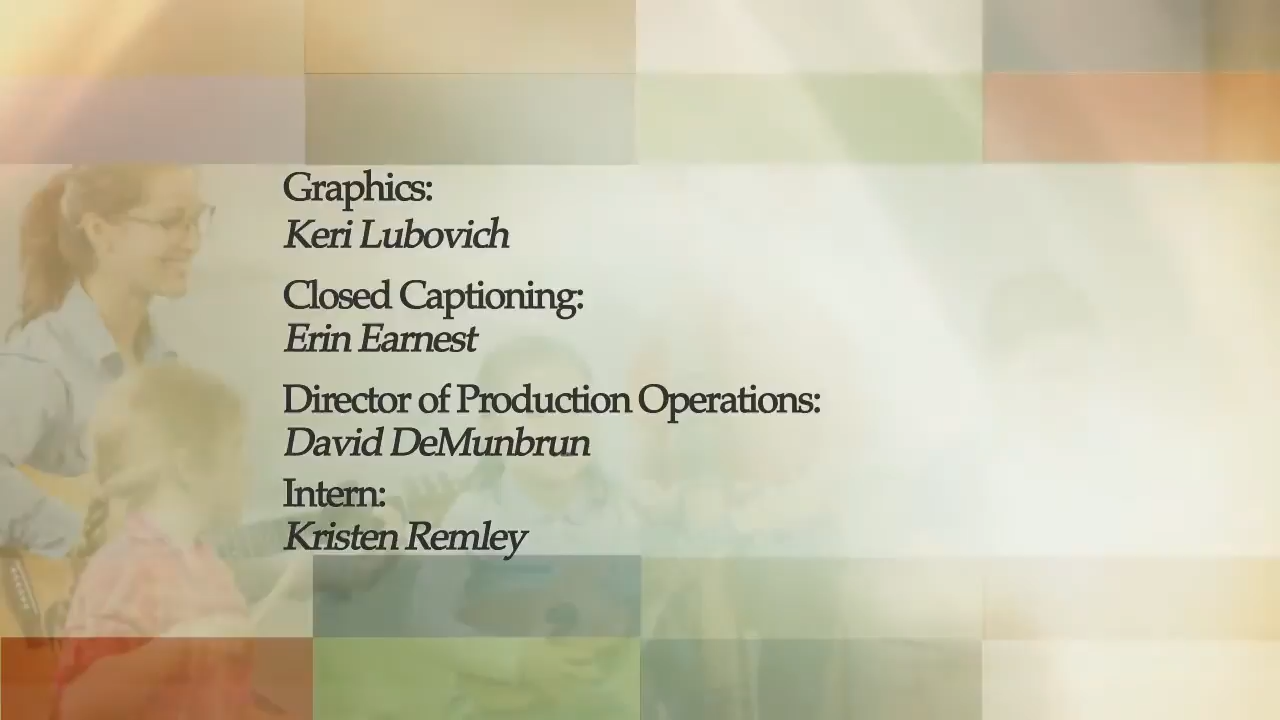 Graphics:
Keri Lubovich
Closed Captioning:
Erin Earnest
Director of Production Operations:
David DeMunbrun
Intern:
Kristen Remley